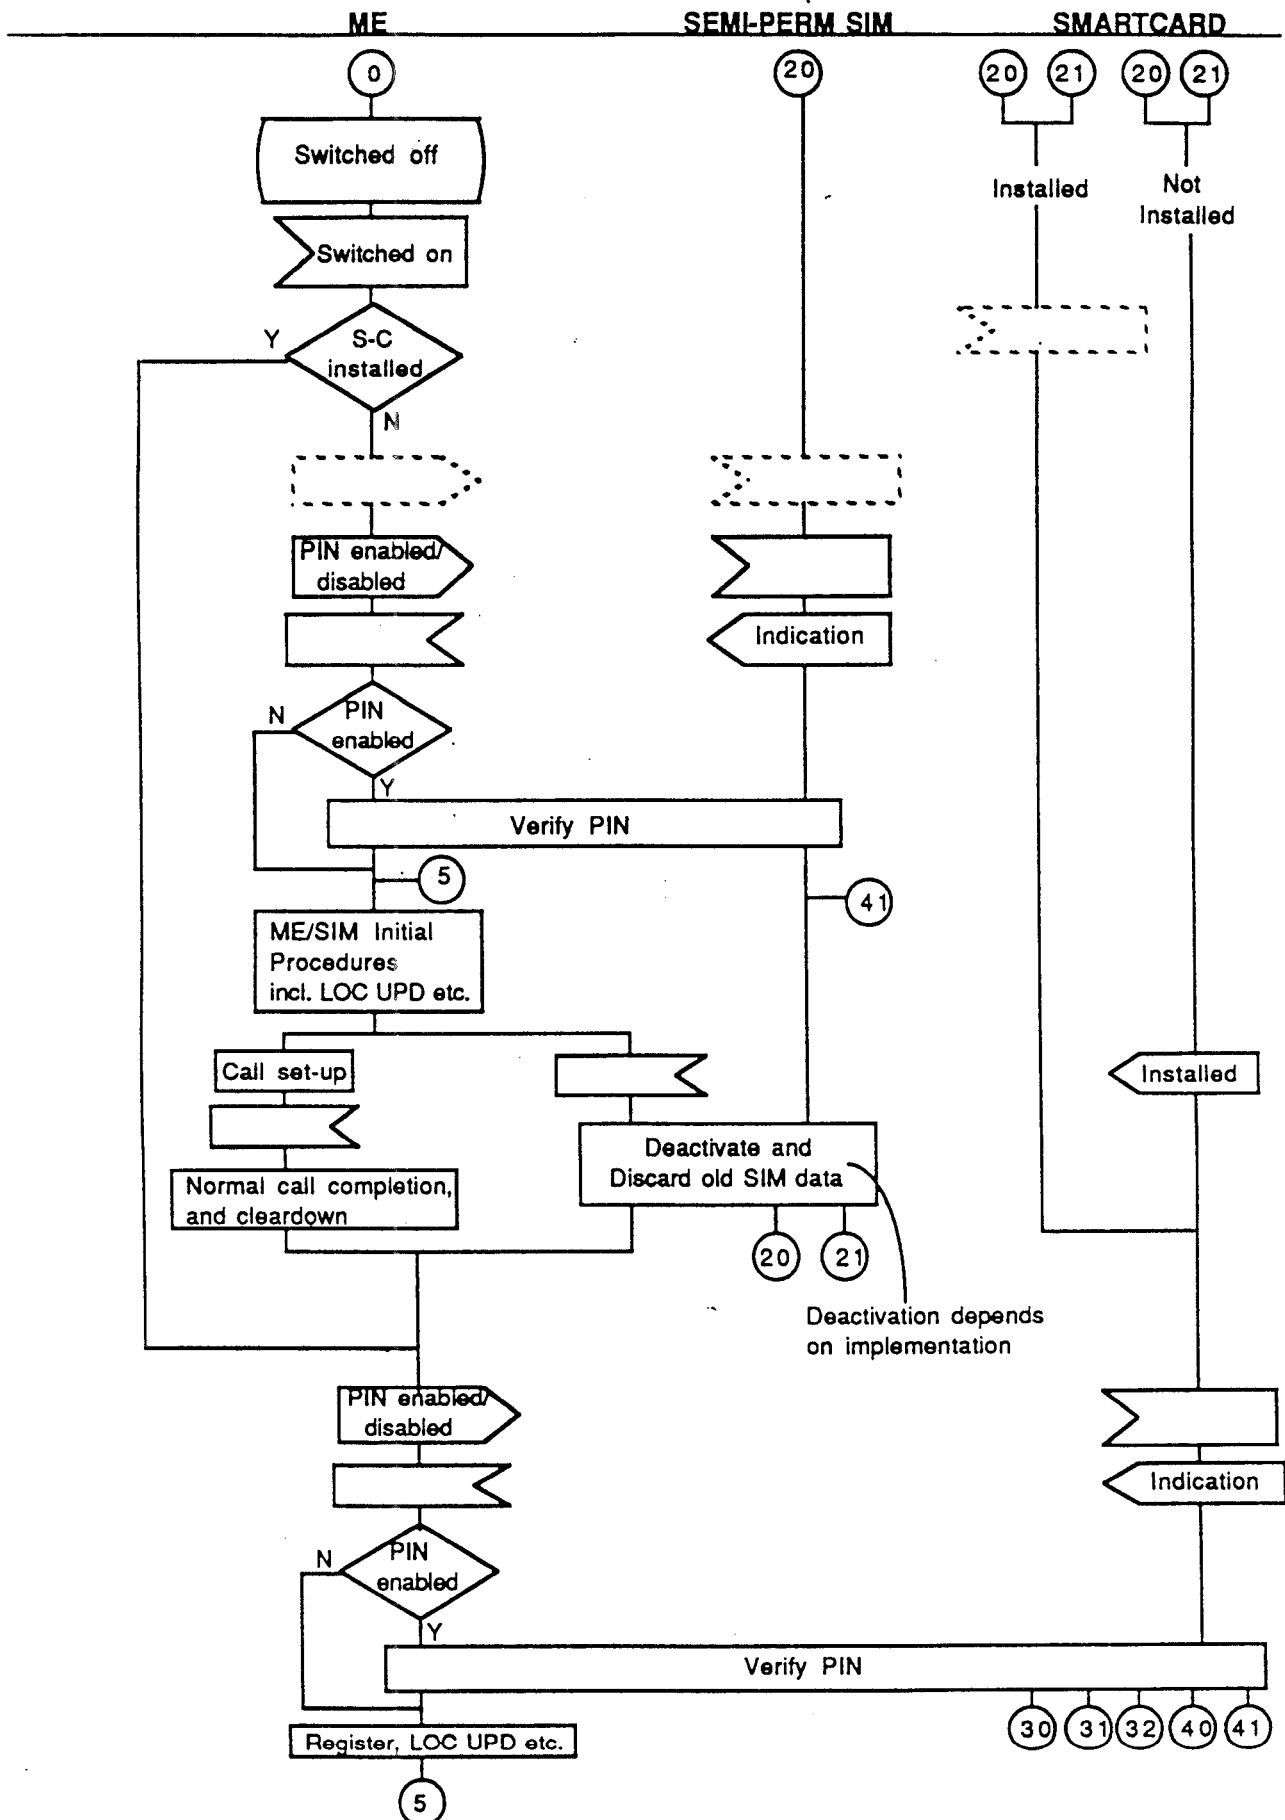 ME SEMI-PERM SIM SMARTCARD
0 20 20 21 20 21
Switched off
Installed
Not
Installed
Switched on
Y
S-C
installed
N
PIN enabled/
disabled
Indication
N
PIN
enabled
Y
Verify PIN
5
41
ME/SIM Initial
Procedures
incl. LOC UPD etc.
Call set-up
Installed
Deactivate and
Discard old SIM data
Normal call completion,
and cleardown
20 21
Deactivation depends
on implementation
PIN enabled/
disabled
Indication
N
PIN
enabled
Y
Verify PIN
30 31 32 40 41
Register, LOC UPD etc.
5